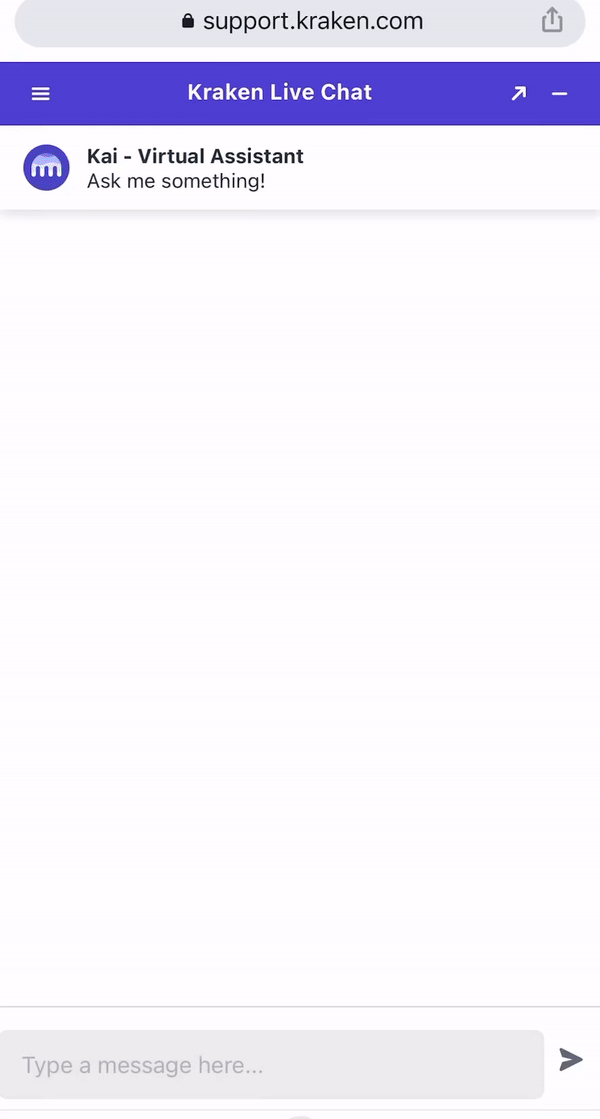 support.kraken.com
Kraken Live Chat
Kai - Virtual Assistant
Ask me something!
Type a message here...